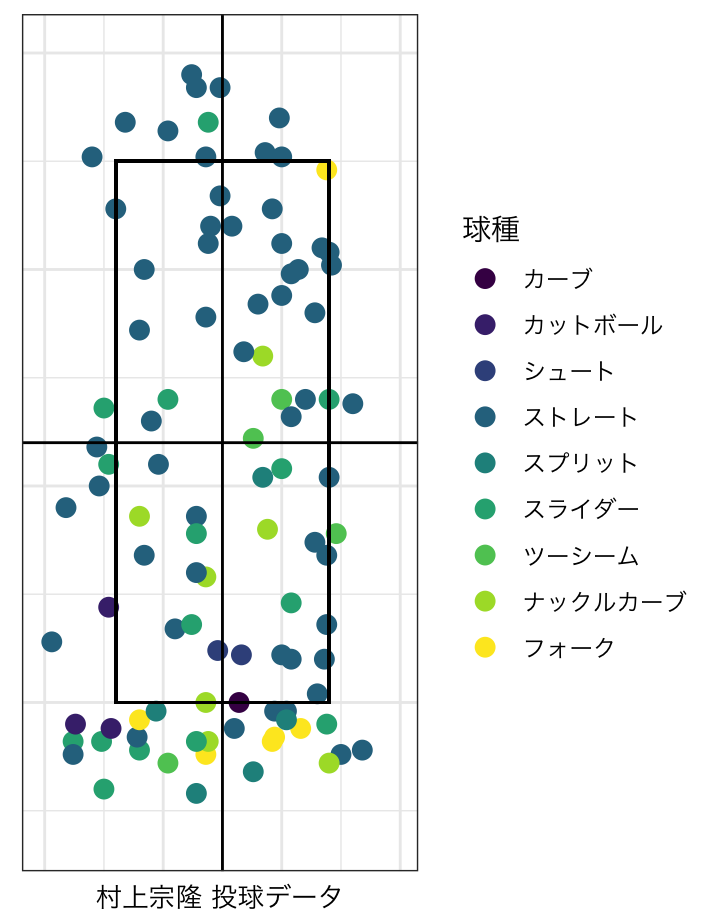 球種
カーブ
カットボール
シュート
ストレート
スプリット
スライダー
ツーシーム
ナックルカーブ
フォーク
村上宗隆 投球データ